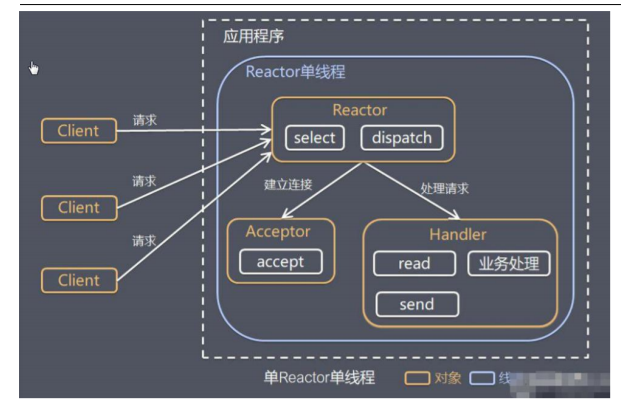 应用程序
Reactor单线程
Reactor
select
dispatch
Client
请求
Client
请求
Client
请求
建立连接
处理请求
Acceptor
accept
Handler
read
业务处理
send
单Reactor单线程
对象